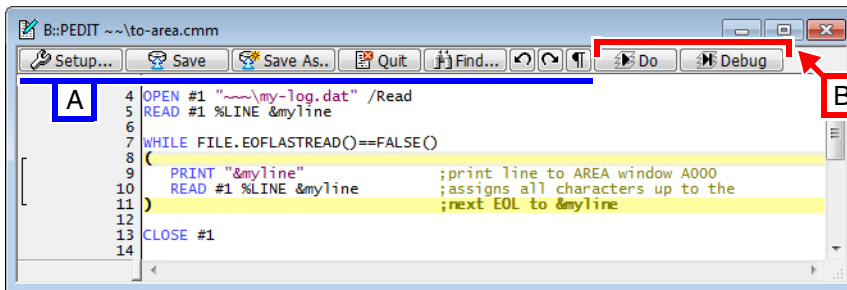 B::PEDIT ~~\to-area.cmm
Setup... Save Save As.. Quit Find... ¶ Do Debug
A
B
4 OPEN #1 "~~~\my-log.dat" /Read
5 READ #1 %LINE &myline
6
7 WHILE FILE.EOFLASTREAD()==FALSE()
8 (
9 PRINT "&myline" ;print line to AREA window A000
10 READ #1 %LINE &myline ;assigns all characters up to the
11 ) ;next EOL to &myline
12
13 CLOSE #1
14